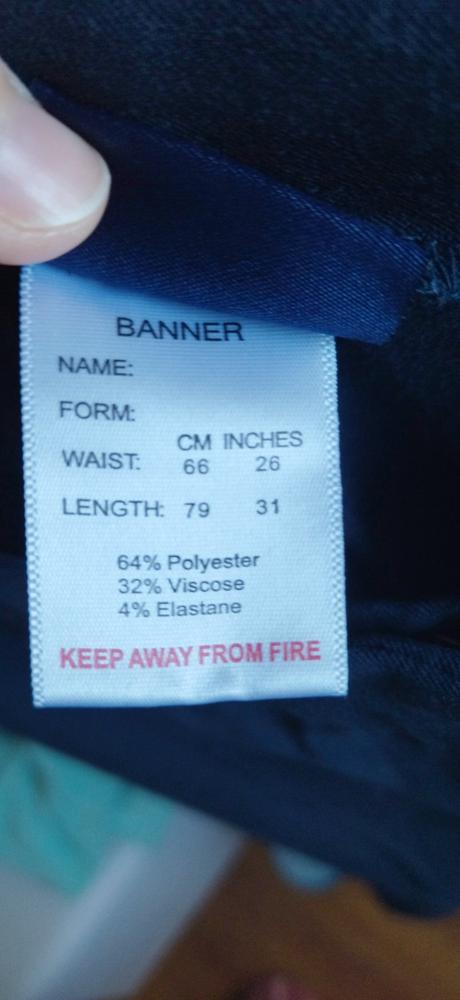 BANNER
NAME:
FORM:
CM INCHES
WAIST: 66 26
LENGTH: 79 31
64% Polyester
32% Viscose
4% Elastane
KEEP AWAY FROM FIRE